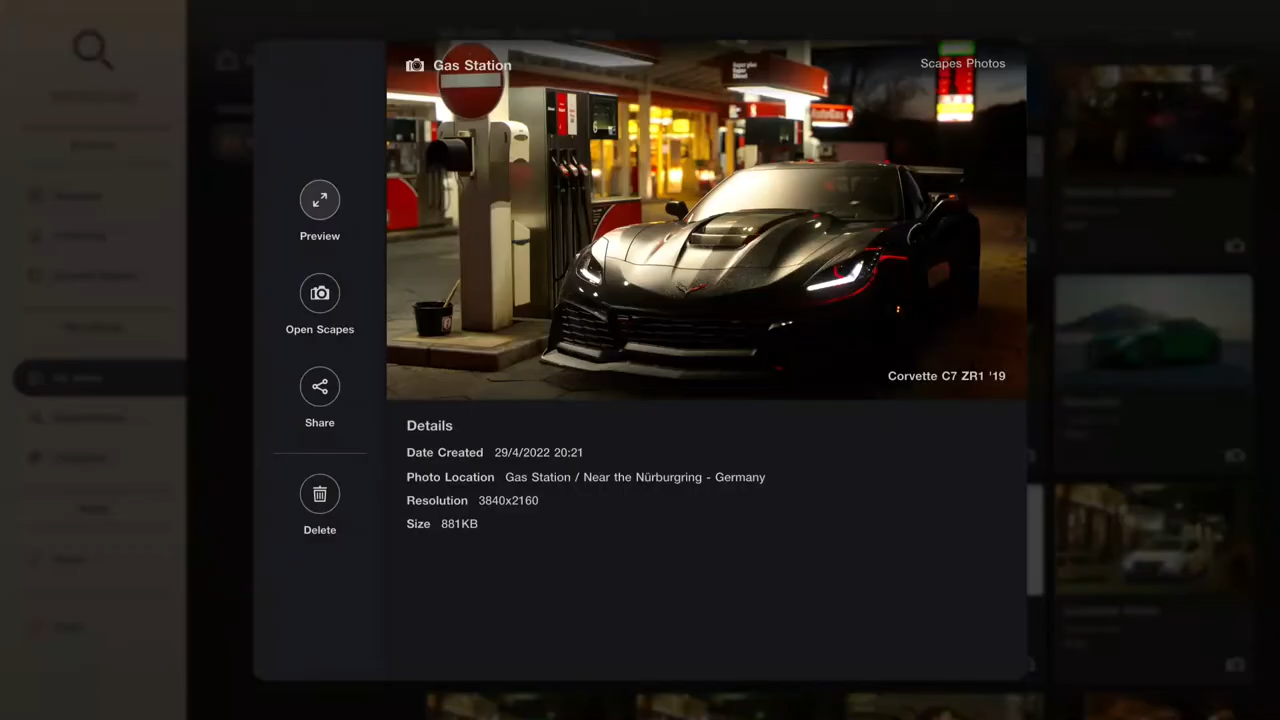 Gas Station
Scapes Photos
AutoGas
Corvette C7 ZR1 '19
Preview
Open Scapes
Share
Delete
Details
Date Created 29/4/2022 20:21
Photo Location Gas Station / Near the Nürburgring - Germany
Resolution 3840x2160
Size 881KB